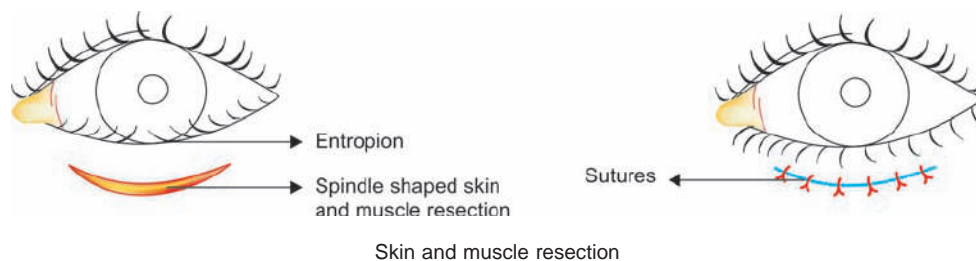 Entropion
Spindle shaped skin
and muscle resection
Sutures
Skin and muscle resection